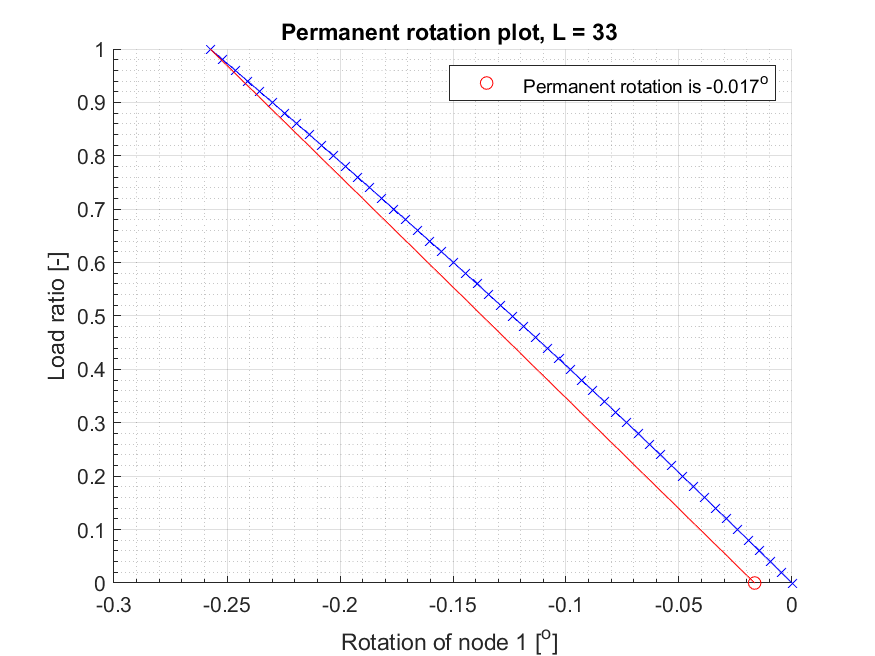 Permanent rotation plot, L = 33
Permanent rotation is -0.017°
Load ratio [-]
1
0.9
0.8
0.7
0.6
0.5
0.4
0.3
0.2
0.1
0
-0.3 -0.25 -0.2 -0.15 -0.1 -0.05 0
Rotation of node 1 [°]